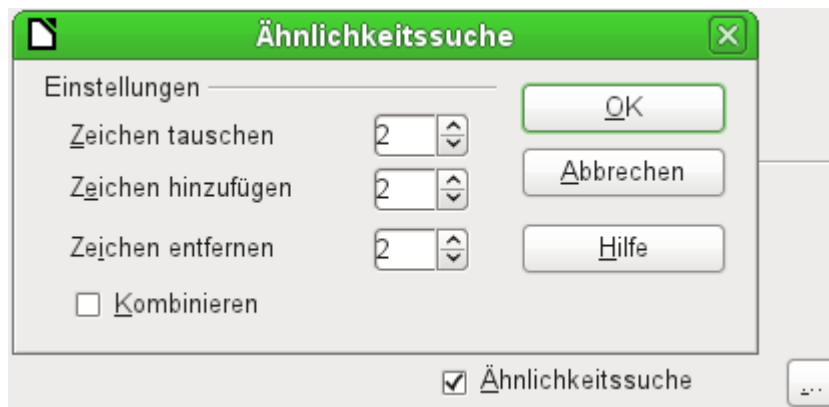 Ähnlichkeitssuche
Einstellungen
Zeichen tauschen 2
Zeichen hinzufügen 2
Zeichen entfernen 2
Kombinieren
OK
Abbrechen
Hilfe
Ähnlichkeitssuche
...